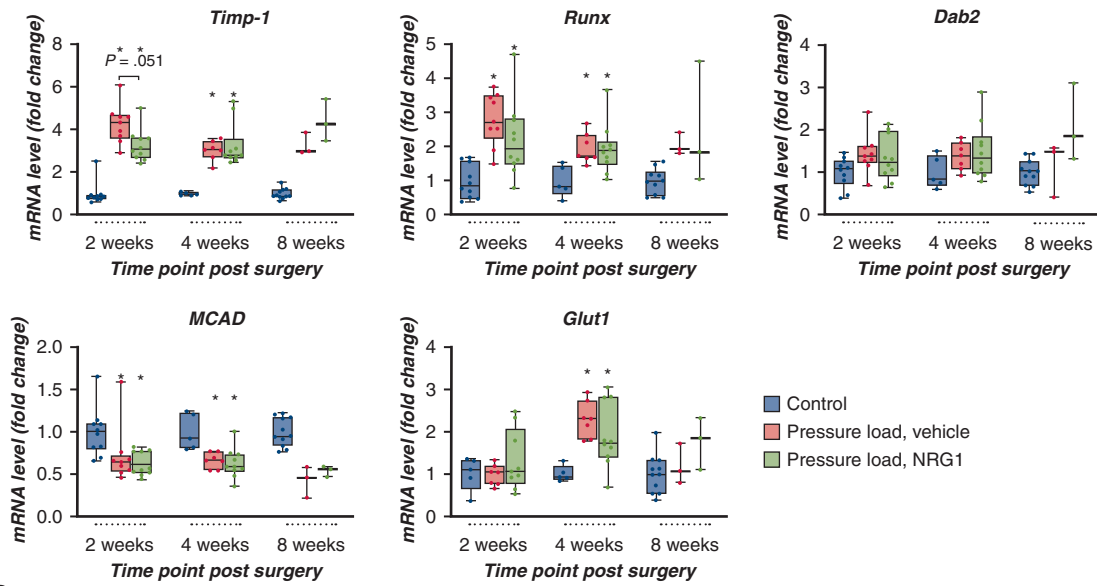 Timp-1
mRNA level (fold change)
8
6
4
2
0
* *
P = .051
* *
2 weeks 4 weeks 8 weeks
Time point post surgery
Runx
mRNA level (fold change)
5
4
3
2
1
0
* *
* *
2 weeks 4 weeks 8 weeks
Time point post surgery
Dab2
mRNA level (fold change)
4
3
2
1
0
2 weeks 4 weeks 8 weeks
Time point post surgery
MCAD
mRNA level (fold change)
2.0
1.5
1.0
0.5
0.0
* *
* *
2 weeks 4 weeks 8 weeks
Time point post surgery
Glut1
mRNA level (fold change)
4
3
2
1
0
* *
2 weeks 4 weeks 8 weeks
Time point post surgery
Control
Pressure load, vehicle
Pressure load, NRG1